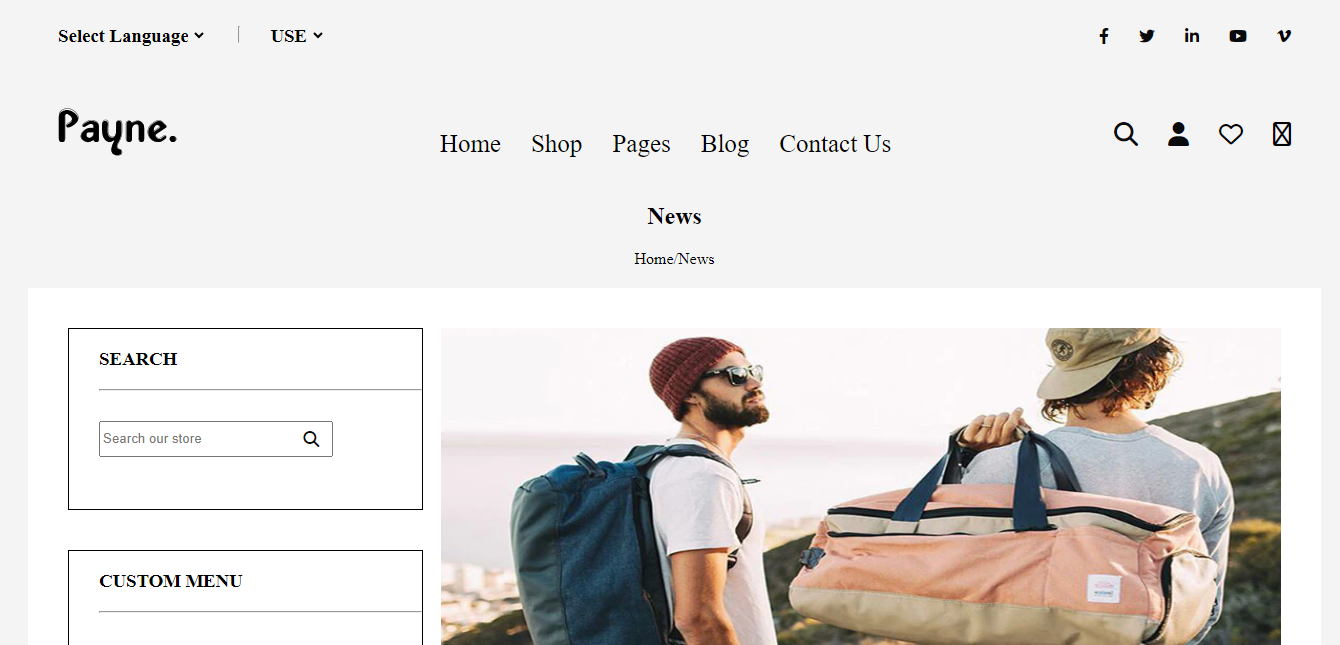 Select Language
USE
Payne.
Home Shop Pages Blog Contact Us
News
Home/News
SEARCH
Search our store
CUSTOM MENU